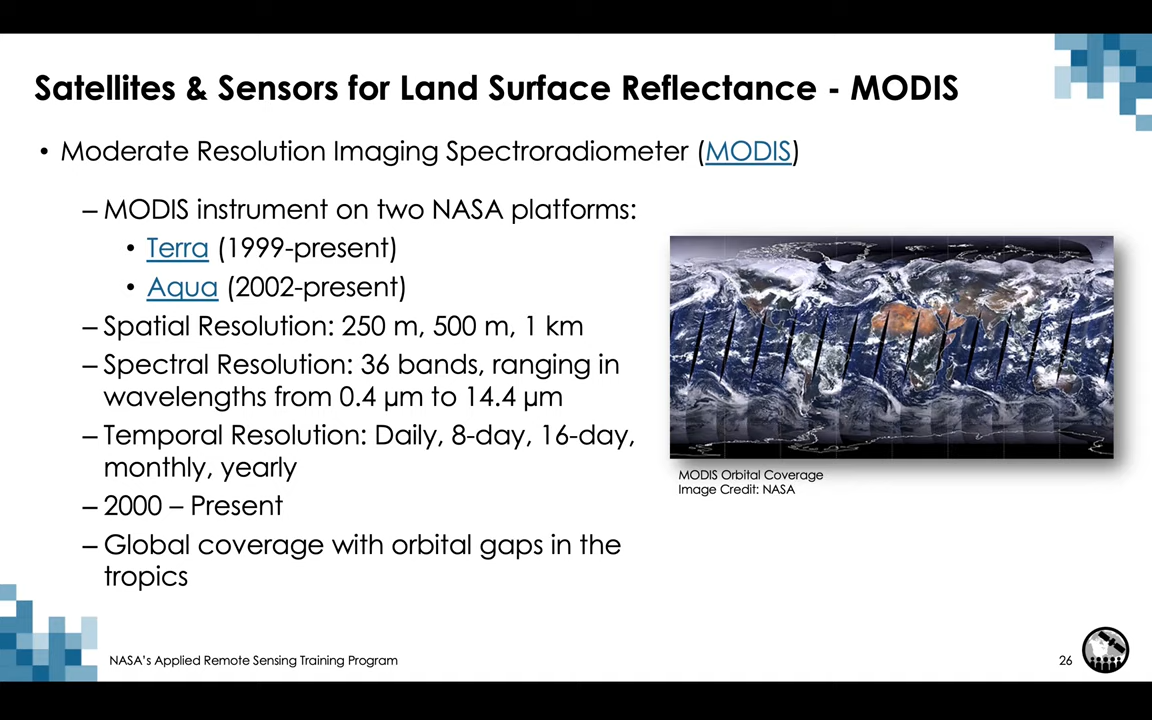 Satellites & Sensors for Land Surface Reflectance - MODIS
• Moderate Resolution Imaging Spectroradiometer (MODIS)
– MODIS instrument on two NASA platforms:
• Terra (1999-present)
• Aqua (2002-present)
– Spatial Resolution: 250 m, 500 m, 1 km
– Spectral Resolution: 36 bands, ranging in
wavelengths from 0.4 µm to 14.4 µm
– Temporal Resolution: Daily, 8-day, 16-day,
monthly, yearly
– 2000 – Present
– Global coverage with orbital gaps in the
tropics
MODIS Orbital Coverage
Image Credit: NASA
NASA's Applied Remote Sensing Training Program
26